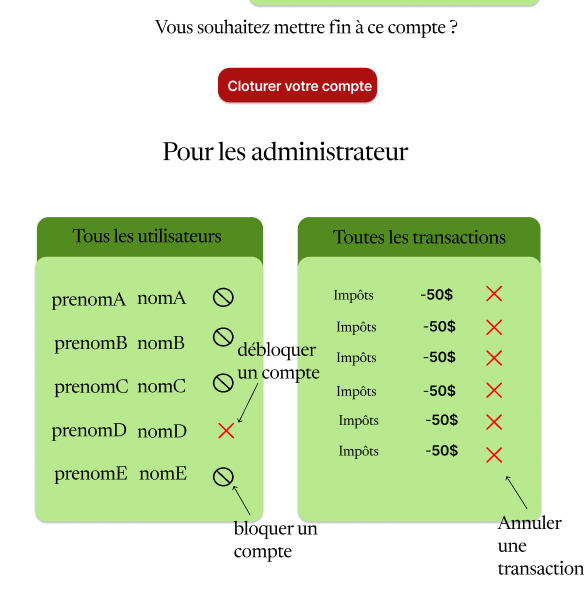 Vous souhaitez mettre fin à ce compte ?
Cloturer votre compte
Pour les administrateur
Tous les utilisateurs
prenomA nomA
prenomB nomB
prenomC nomC
prenomD nomD
prenomE nomE
débloquer
un compte
bloquer un
compte
Toutes les transactions
Impôts -50$
Impôts -50$
Impôts -50$
Impôts -50$
Impôts -50$
Impôts -50$
Annuler
une
transaction